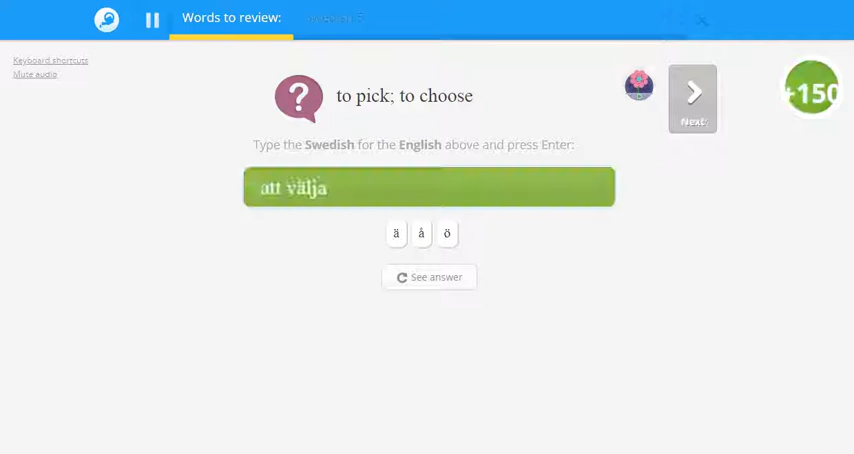 Words to review:
Keyboard shortcuts
Mute audio
to pick; to choose
Next
+150
Type the Swedish for the English above and press Enter:
att välja
ä å ö
See answer